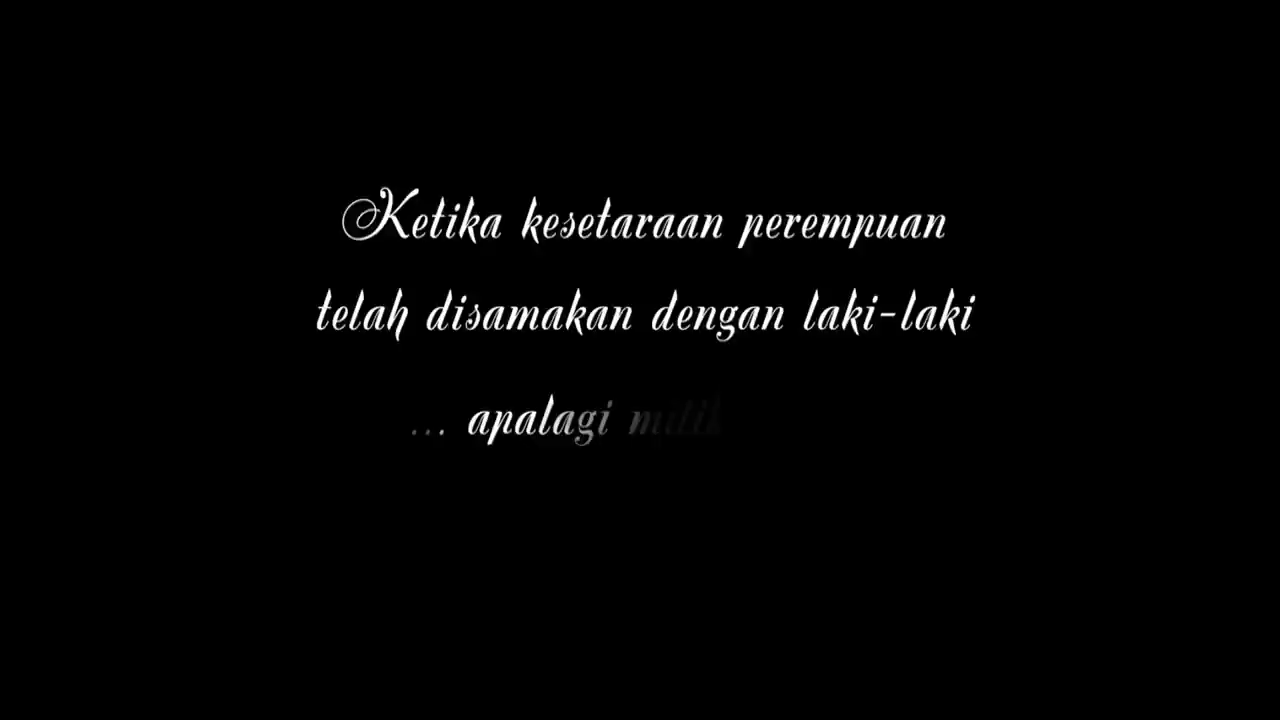 Ketika kesetaraan perempuan
telah disamakan dengan laki-laki
... apalagi